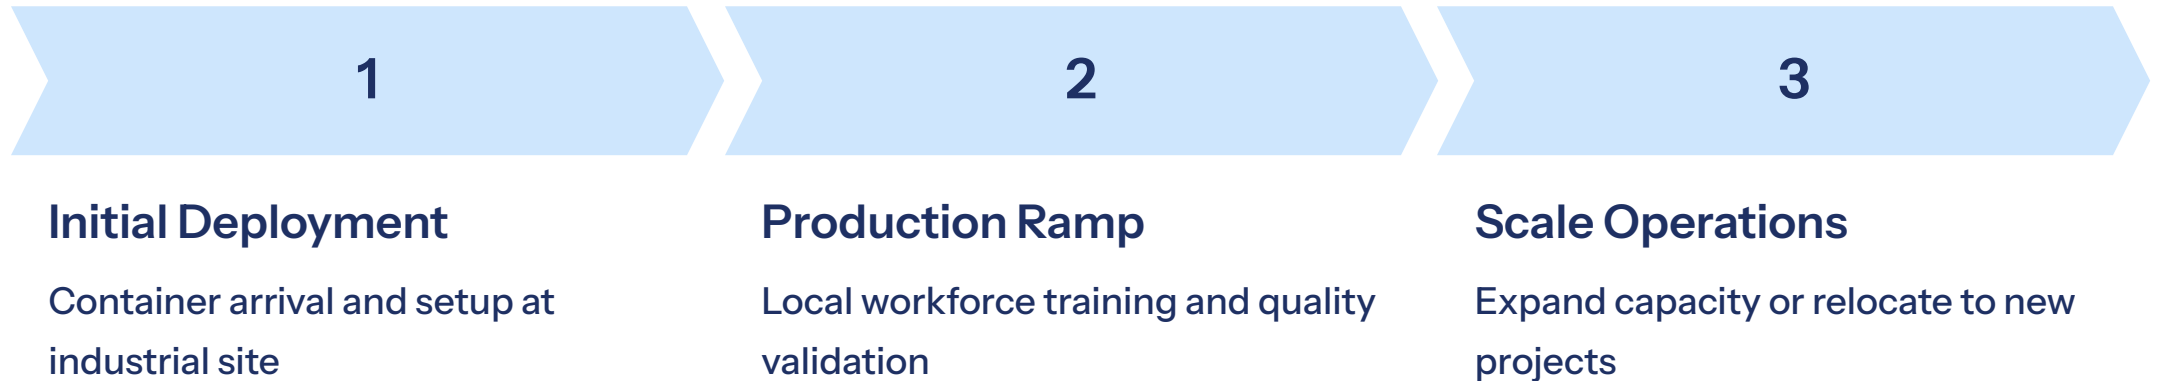 1
2
3
Initial Deployment
Container arrival and setup at
industrial site
Production Ramp
Local workforce training and quality
validation
Scale Operations
Expand capacity or relocate to new
projects